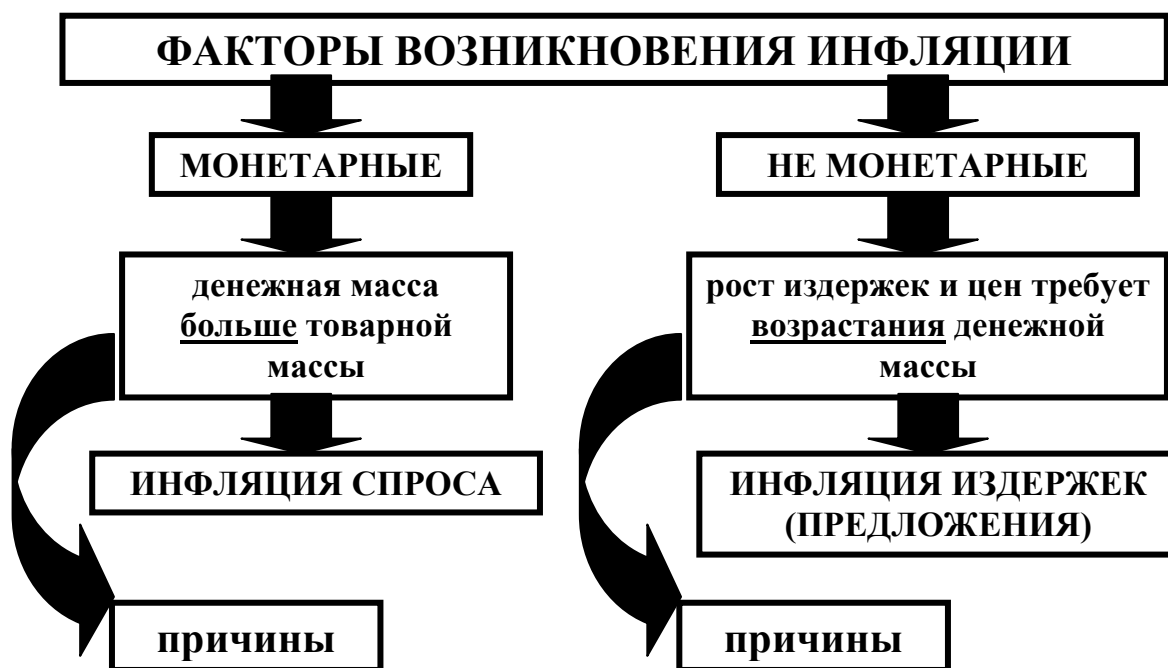 ФАКТОРЫ ВОЗНИКНОВЕНИЯ ИНФЛЯЦИИ
МОНЕТАРНЫЕ
НЕ МОНЕТАРНЫЕ
денежная масса
больше товарной
массы
рост издержек и цен требует
возрастания денежной
массы
ИНФЛЯЦИЯ СПРОСА
ИНФЛЯЦИЯ ИЗДЕРЖЕК
(ПРЕДЛОЖЕНИЯ)
причины
причины